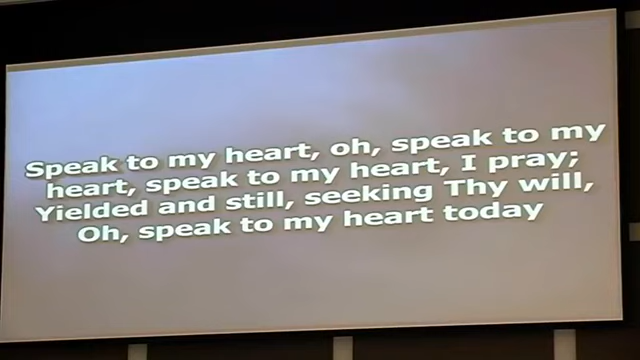 Speak to my heart, oh, speak to my
heart, speak to my heart, I pray;
Yielded and still, seeking Thy will,
Oh, speak to my heart today